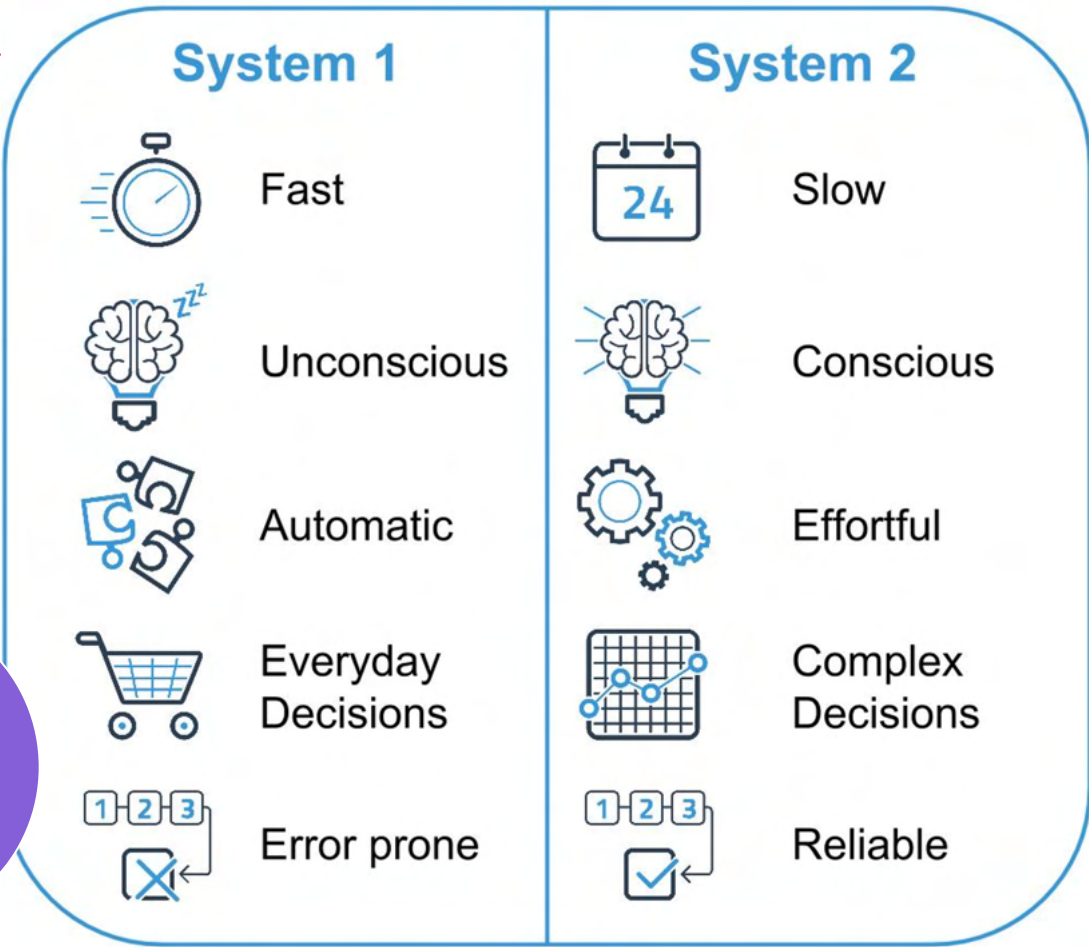 System 1
Fast
zzz
Unconscious
Automatic
Everyday
Decisions
1 2 3
Error prone
System 2
24
Slow
Conscious
Effortful
Complex
Decisions
1 2 3
Reliable